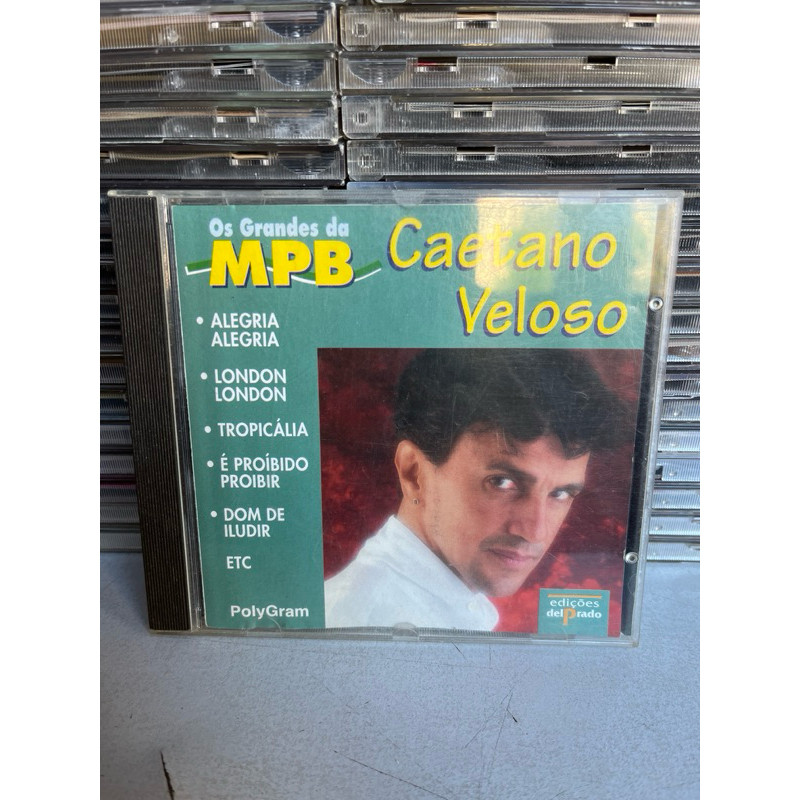 Os Grandes da
MPB
Caetano
Veloso
• ALEGRIA
ALEGRIA
• LONDON
LONDON
• TROPICÁLIA
• É PROÍBIDO
PROIBIR
• DOM DE
ILUDIR
ETC
PolyGram
edições
delPrado